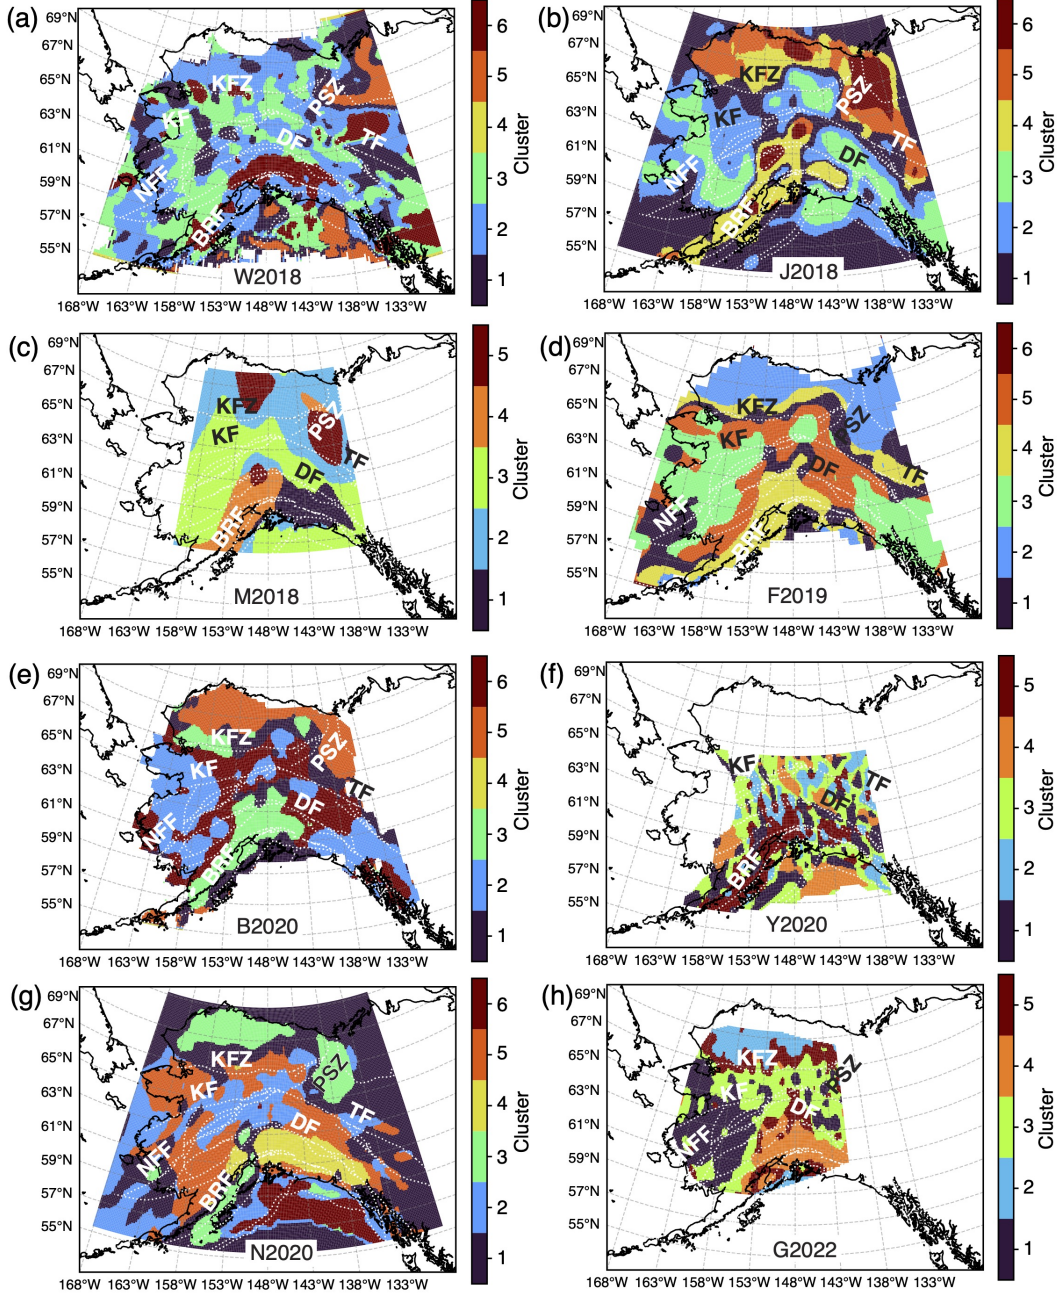 (a)
69°N
67°N
65°N
63°N
61°N
59°N
57°N
55°N
KFZ
PSZ
KF
DF
TF
NFF
BRF
W2018
168°W 163°W 158°W 153°W 148°W 143°W 138°W 133°W
6
5
4
3
2
1
Cluster
(b)
69°N
67°N
65°N
63°N
61°N
59°N
57°N
55°N
KFZ
PSZ
KF
DF
TF
NFF
BRF
J2018
168°W 163°W 158°W 153°W 148°W 143°W 138°W 133°W
6
5
4
3
2
1
Cluster
(c)
69°N
67°N
65°N
63°N
61°N
59°N
57°N
55°N
KFZ
PSZ
KF
TF
DF
BRF
M2018
168°W 163°W 158°W 153°W 148°W 143°W 138°W 133°W
5
4
3
2
1
Cluster
(d)
69°N
67°N
65°N
63°N
61°N
59°N
57°N
55°N
KFZ
PSZ
KF
DF
TF
NFF
BRF
F2019
168°W 163°W 158°W 153°W 148°W 143°W 138°W 133°W
6
5
4
3
2
1
Cluster
(e)
69°N
67°N
65°N
63°N
61°N
59°N
57°N
55°N
KFZ
PSZ
KF
TF
DF
NFF
BRF
B2020
168°W 163°W 158°W 153°W 148°W 143°W 138°W 133°W
6
5
4
3
2
1
Cluster
(f)
69°N
67°N
65°N
63°N
61°N
59°N
57°N
55°N
KF
TF
DF
BRF
Y2020
168°W 163°W 158°W 153°W 148°W 143°W 138°W 133°W
5
4
3
2
1
Cluster
(g)
69°N
67°N
65°N
63°N
61°N
59°N
57°N
55°N
KFZ
PSZ
KF
TF
DF
NFF
BRF
N2020
168°W 163°W 158°W 153°W 148°W 143°W 138°W 133°W
6
5
4
3
2
1
Cluster
(h)
69°N
67°N
65°N
63°N
61°N
59°N
57°N
55°N
KFZ
PSZ
KF
DF
NFF
G2022
168°W 163°W 158°W 153°W 148°W 143°W 138°W 133°W
5
4
3
2
1
Cluster